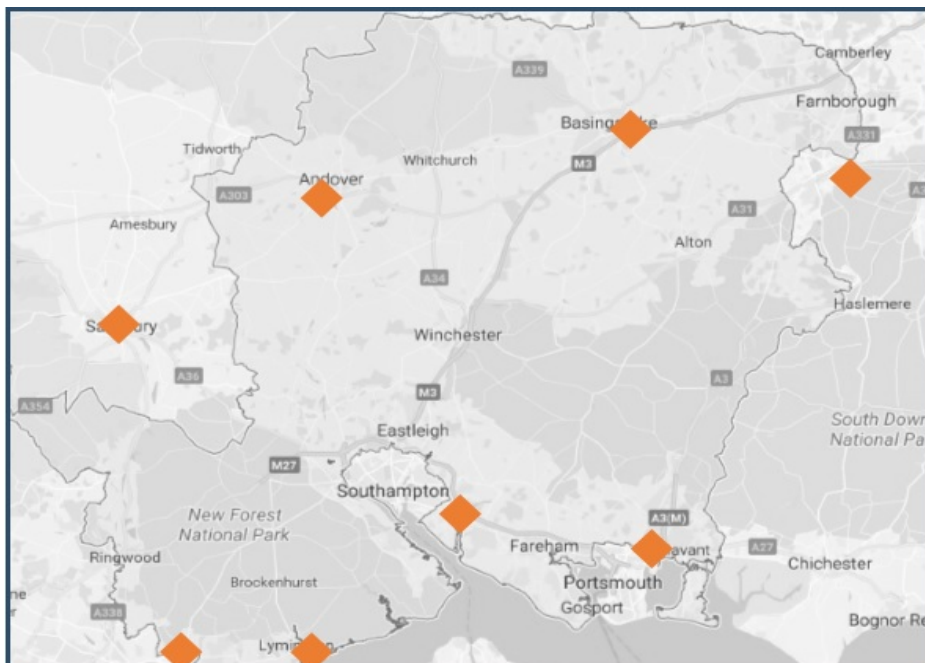 Camberley
A339
Farnborough
A331
Tidworth
Whitchurch
M3
Andover
A303
A31
Amesbury
Alton
A34
Haslemere
Winchester
A36
A3
M3
A354
South Dow
National Pa
Eastleigh
M27
Southampton
New Forest
National Park
A3(M)
Ringwood
Fareham
avant
A27
Chichester
Brockenhurst
Portsmouth
Gosport
A338
Bognor Re